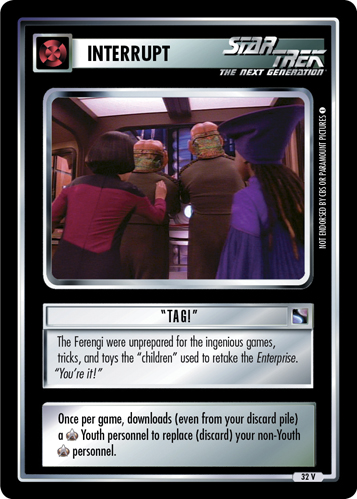 INTERRUPT
STAR TREK
THE NEXT GENERATION
NOT ENDORSED BY CBS OR PARAMOUNT PICTURES
"TAG!"
The Ferengi were unprepared for the ingenious games,
tricks, and toys the "children" used to retake the Enterprise.
"You're it!"
Once per game, downloads (even from your discard pile)
a Youth personnel to replace (discard) your non-Youth
personnel.
32 V